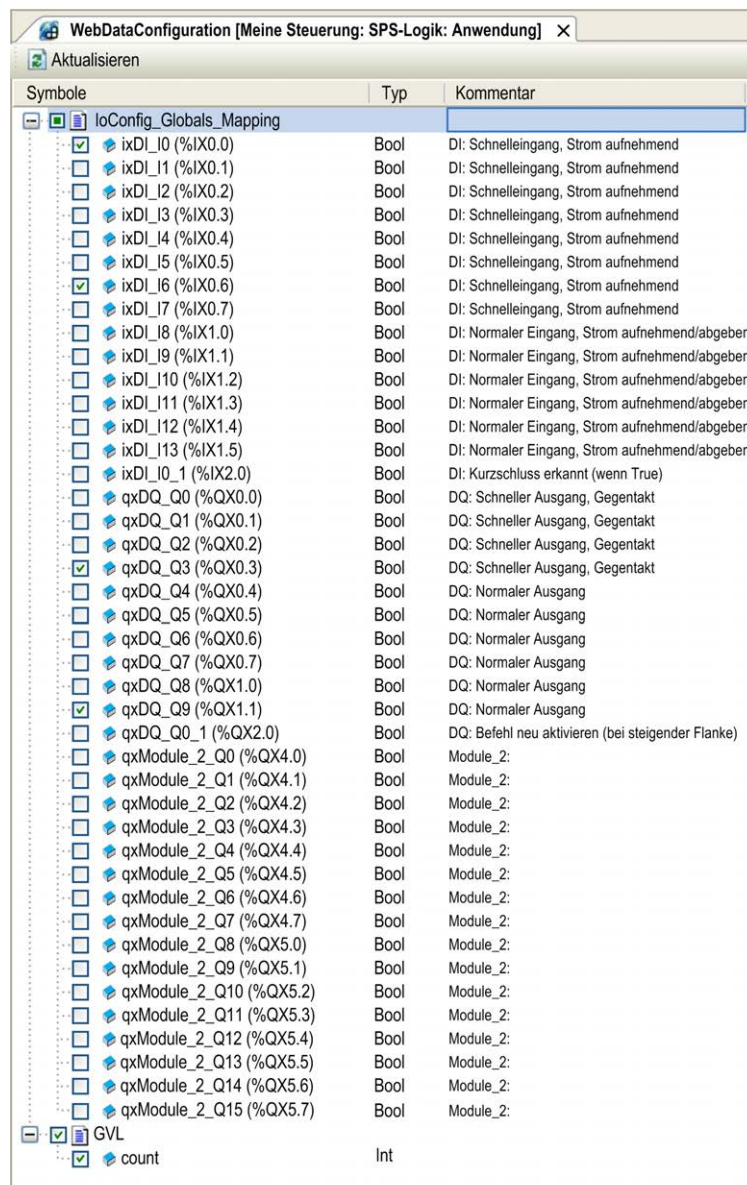 WebDataConfiguration [Meine Steuerung: SPS-Logik: Anwendung] X
Aktualisieren
Symbole Typ Kommentar
IoConfig_Globals_Mapping
ixDI_I0 (%IX0.0) Bool DI: Schnelleingang, Strom aufnehmend
ixDI_I1 (%IX0.1) Bool DI: Schnelleingang, Strom aufnehmend
ixDI_I2 (%IX0.2) Bool DI: Schnelleingang, Strom aufnehmend
ixDI_I3 (%IX0.3) Bool DI: Schnelleingang, Strom aufnehmend
ixDI_I4 (%IX0.4) Bool DI: Schnelleingang, Strom aufnehmend
ixDI_I5 (%IX0.5) Bool DI: Schnelleingang, Strom aufnehmend
ixDI_I6 (%IX0.6) Bool DI: Schnelleingang, Strom aufnehmend
ixDI_I7 (%IX0.7) Bool DI: Schnelleingang, Strom aufnehmend
ixDI_I8 (%IX1.0) Bool DI: Normaler Eingang, Strom aufnehmend/abgeben
ixDI_I9 (%IX1.1) Bool DI: Normaler Eingang, Strom aufnehmend/abgeben
ixDI_I10 (%IX1.2) Bool DI: Normaler Eingang, Strom aufnehmend/abgeben
ixDI_I11 (%IX1.3) Bool DI: Normaler Eingang, Strom aufnehmend/abgeben
ixDI_I12 (%IX1.4) Bool DI: Normaler Eingang, Strom aufnehmend/abgeben
ixDI_I13 (%IX1.5) Bool DI: Normaler Eingang, Strom aufnehmend/abgeben
ixDI_I0_1 (%IX2.0) Bool DI: Kurzschluss erkannt (wenn True)
qxDQ_Q0 (%QX0.0) Bool DQ: Schneller Ausgang, Gegentakt
qxDQ_Q1 (%QX0.1) Bool DQ: Schneller Ausgang, Gegentakt
qxDQ_Q2 (%QX0.2) Bool DQ: Schneller Ausgang, Gegentakt
qxDQ_Q3 (%QX0.3) Bool DQ: Schneller Ausgang, Gegentakt
qxDQ_Q4 (%QX0.4) Bool DQ: Normaler Ausgang
qxDQ_Q5 (%QX0.5) Bool DQ: Normaler Ausgang
qxDQ_Q6 (%QX0.6) Bool DQ: Normaler Ausgang
qxDQ_Q7 (%QX0.7) Bool DQ: Normaler Ausgang
qxDQ_Q8 (%QX1.0) Bool DQ: Normaler Ausgang
qxDQ_Q9 (%QX1.1) Bool DQ: Normaler Ausgang
qxDQ_Q0_1 (%QX2.0) Bool DQ: Befehl neu aktivieren (bei steigender Flanke)
qxModule_2_Q0 (%QX4.0) Bool Module_2:
qxModule_2_Q1 (%QX4.1) Bool Module_2:
qxModule_2_Q2 (%QX4.2) Bool Module_2:
qxModule_2_Q3 (%QX4.3) Bool Module_2:
qxModule_2_Q4 (%QX4.4) Bool Module_2:
qxModule_2_Q5 (%QX4.5) Bool Module_2:
qxModule_2_Q6 (%QX4.6) Bool Module_2:
qxModule_2_Q7 (%QX4.7) Bool Module_2:
qxModule_2_Q8 (%QX5.0) Bool Module_2:
qxModule_2_Q9 (%QX5.1) Bool Module_2:
qxModule_2_Q10 (%QX5.2) Bool Module_2:
qxModule_2_Q11 (%QX5.3) Bool Module_2:
qxModule_2_Q12 (%QX5.4) Bool Module_2:
qxModule_2_Q13 (%QX5.5) Bool Module_2:
qxModule_2_Q14 (%QX5.6) Bool Module_2:
qxModule_2_Q15 (%QX5.7) Bool Module_2:
GVL
count Int